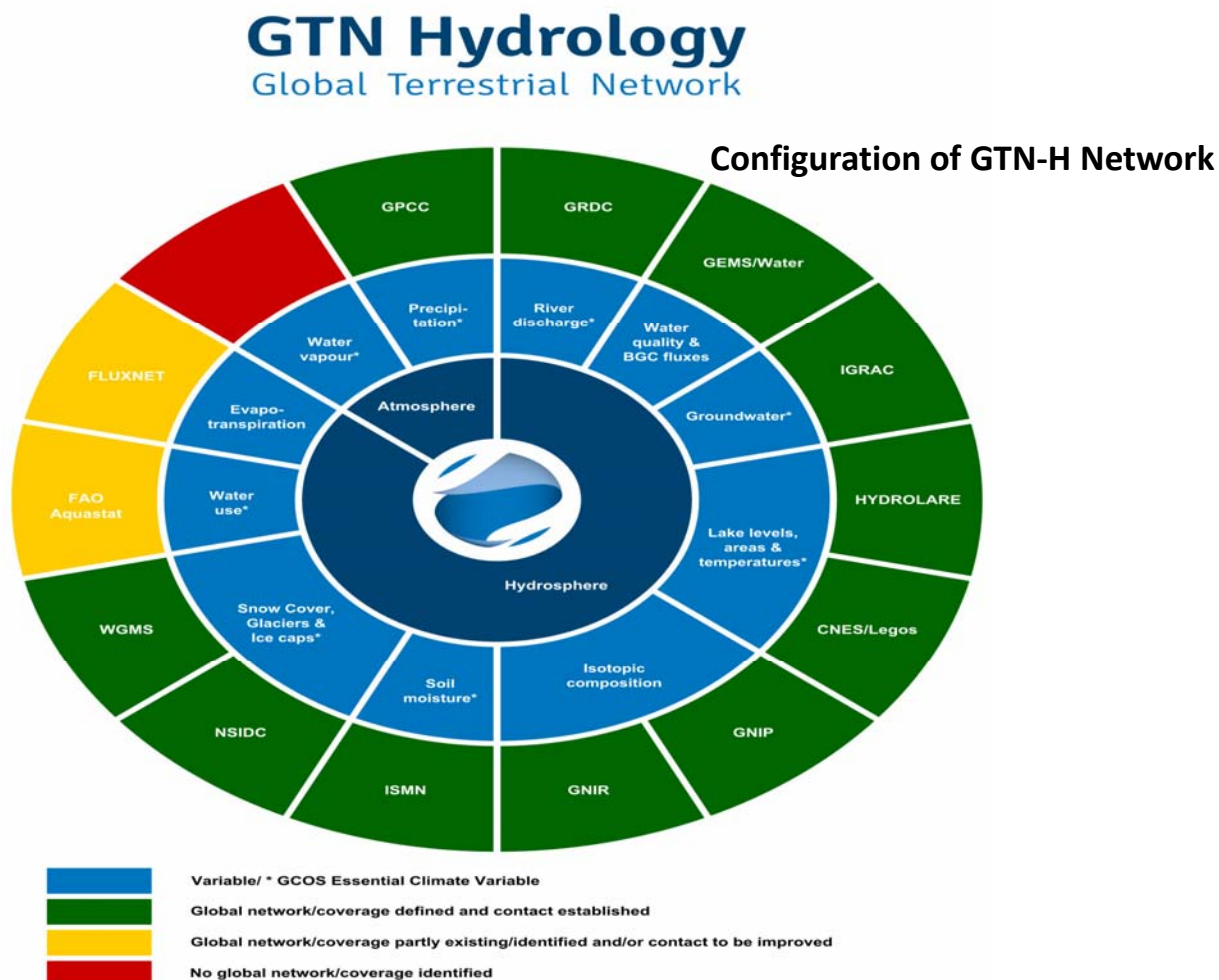 GTN Hydrology
Global Terrestrial Network
Configuration of GTN-H Network
GPCC
GRDC
GEMS/Water
IGRAC
HYDROLARE
CNES/Legos
GNIP
GNIR
ISMN
NSIDC
WGMS
FAO
Aquastat
FLUXNET
Precipi-
tation*
River
discharge*
Water
quality &
BGC fluxes
Groundwater*
Lake levels,
areas &
temperatures*
Isotopic
composition
Soil
moisture*
Snow Cover,
Glaciers &
Ice caps*
Water
use*
Evapo-
transpiration
Water
vapour*
Atmosphere
Hydrosphere
Variable/ * GCOS Essential Climate Variable
Global network/coverage defined and contact established
Global network/coverage partly existing/identified and/or contact to be improved
No global network/coverage identified